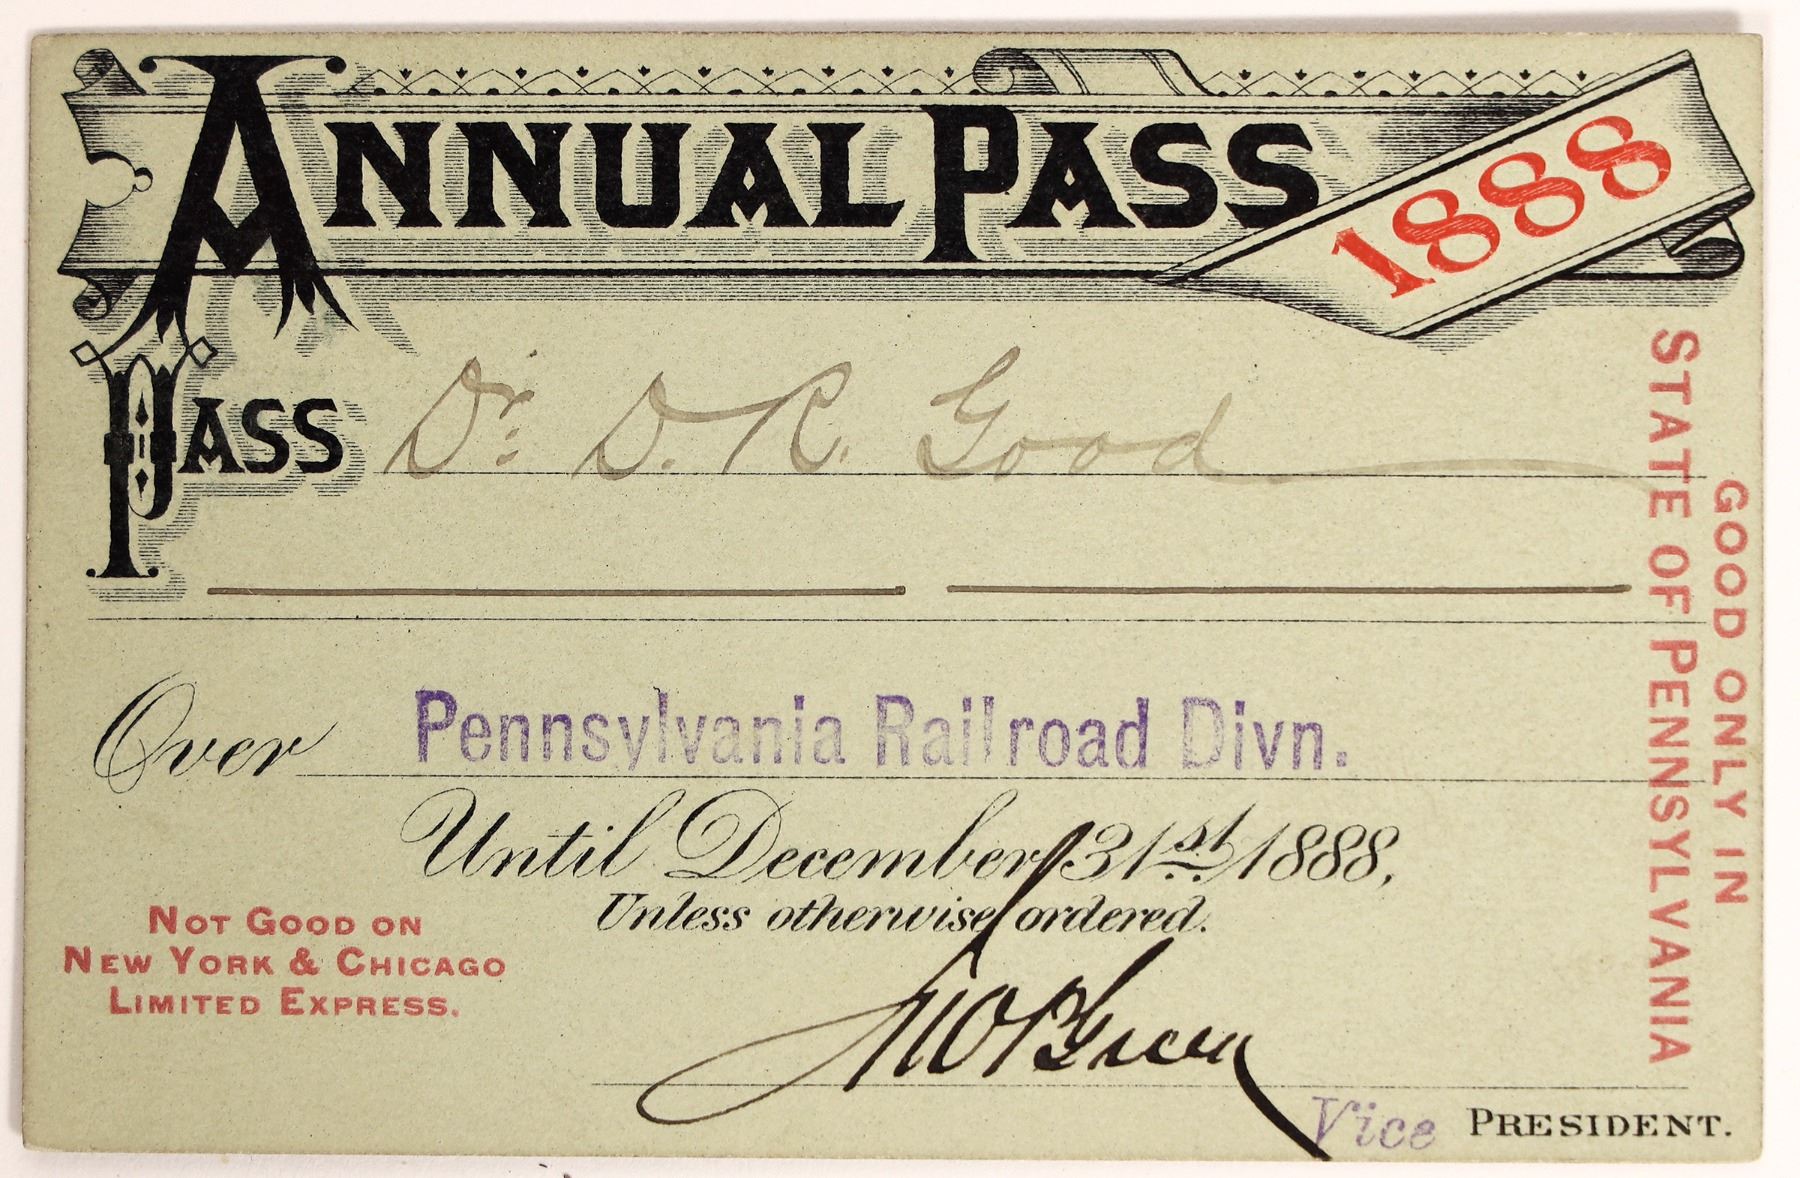 ANNUAL PASS 1888
PASS Dr. D. R. Good
Over Pennsylvania Railroad Divn.
Until December 31st 1888,
Unless otherwise ordered.
NOT GOOD ON
NEW YORK & CHICAGO
LIMITED EXPRESS.
Green
Vice PRESIDENT.
GOOD ONLY IN
STATE OF PENNSYLVANIA